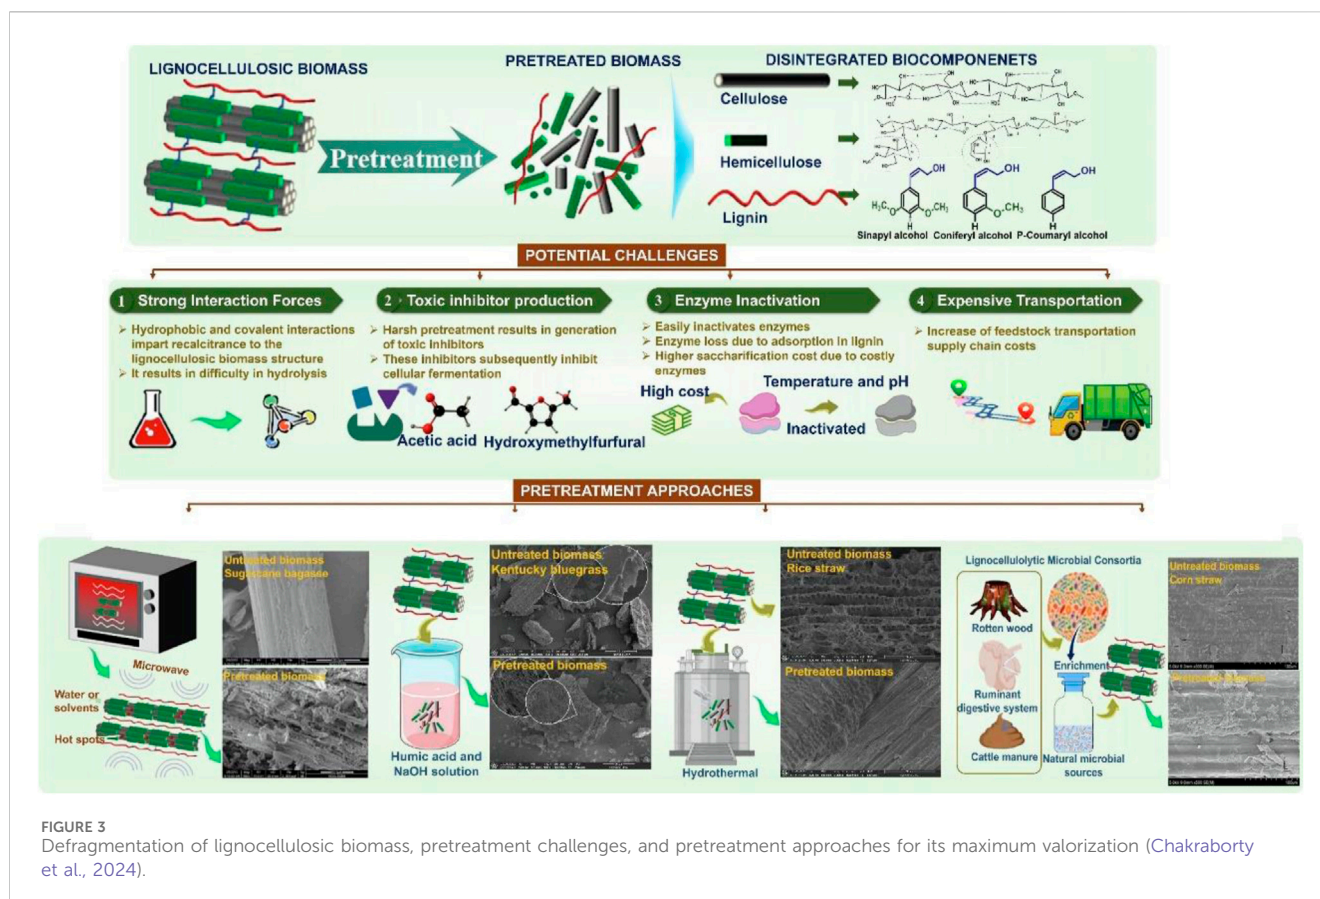 LIGNOCELLULOSIC BIOMASS
Pretreatment
PRETREATED BIOMASS
DISINTEGRATED BIOCOMPONENETS
Cellulose
Hemicellulose
Lignin
OH
OH
OH
H₃C
O
O
CH₃
O
CH₃
H
H
H
Sinapyl alcohol
Coniferyl alcohol
P-Coumaryl alcohol
POTENTIAL CHALLENGES
1 Strong Interaction Forces
➢ Hydrophobic and covalent interactions
impart recalcitrance to the
lignocellulosic biomass structure
➢ It results in difficulty in hydrolysis
2 Toxic inhibitor production
➢ Harsh pretreatment results in generation
of toxic inhibitors
➢ These inhibitors subsequently inhibit
cellular fermentation
Acetic acid
Hydroxymethylfurfural
3 Enzyme Inactivation
➢ Easily inactivates enzymes
➢ Enzyme loss due to adsorption in lignin
➢ Higher saccharification cost due to costly
enzymes
High cost
Temperature and pH
Inactivated
4 Expensive Transportation
➢ Increase of feedstock transportation
supply chain costs
PRETREATMENT APPROACHES
Microwave
Water or
solvents
Hot spots
Untreated biomass
Sugarcane bagasse
Pretreated biomass
Humic acid and
NaOH solution
Untreated biomass
Kentucky bluegrass
Pretreated biomass
Hydrothermal
Untreated biomass
Rice straw
Pretreated biomass
Lignocellulolytic Microbial Consortia
Rotten wood
Ruminant
digestive system
Cattle manure
Enrichment
Natural microbial
sources
Untreated biomass
Corn straw
Pretreated biomass
FIGURE 3
Defragmentation of lignocellulosic biomass, pretreatment challenges, and pretreatment approaches for its maximum valorization (Chakraborty
et al., 2024).